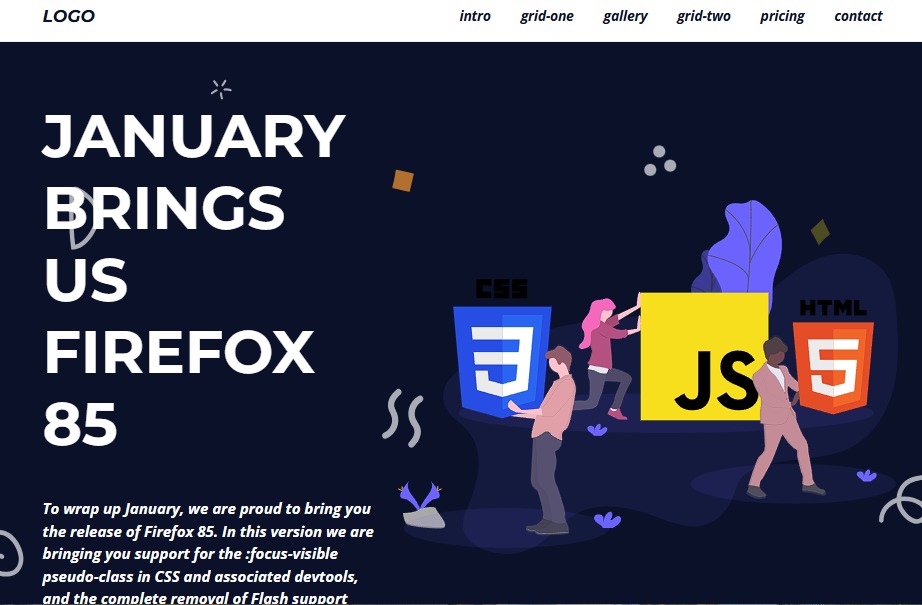 LOGO
intro grid-one gallery grid-two pricing contact
JANUARY
BRINGS
US
FIREFOX
85
CSS
3
JS
HTML
5
To wrap up January, we are proud to bring you
the release of Firefox 85. In this version we are
bringing you support for the :focus-visible
pseudo-class in CSS and associated devtools,
and the complete removal of Flash support